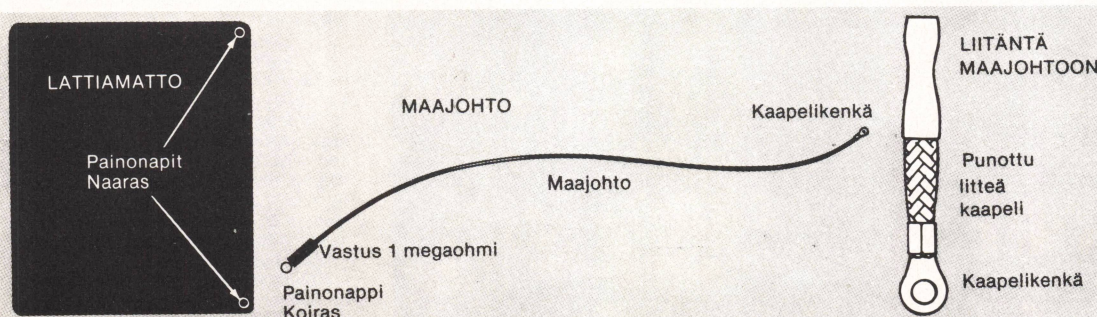 LATTIAMATTO
Painonapit
Naaras
MAAJOHTO
Kaapelikenkä
Maajohto
Vastus 1 megaohmi
Painonappi
Koiras
LIITÄNTÄ
MAAJOHTOON
Punottu
litteä
kaapeli
Kaapelikenkä